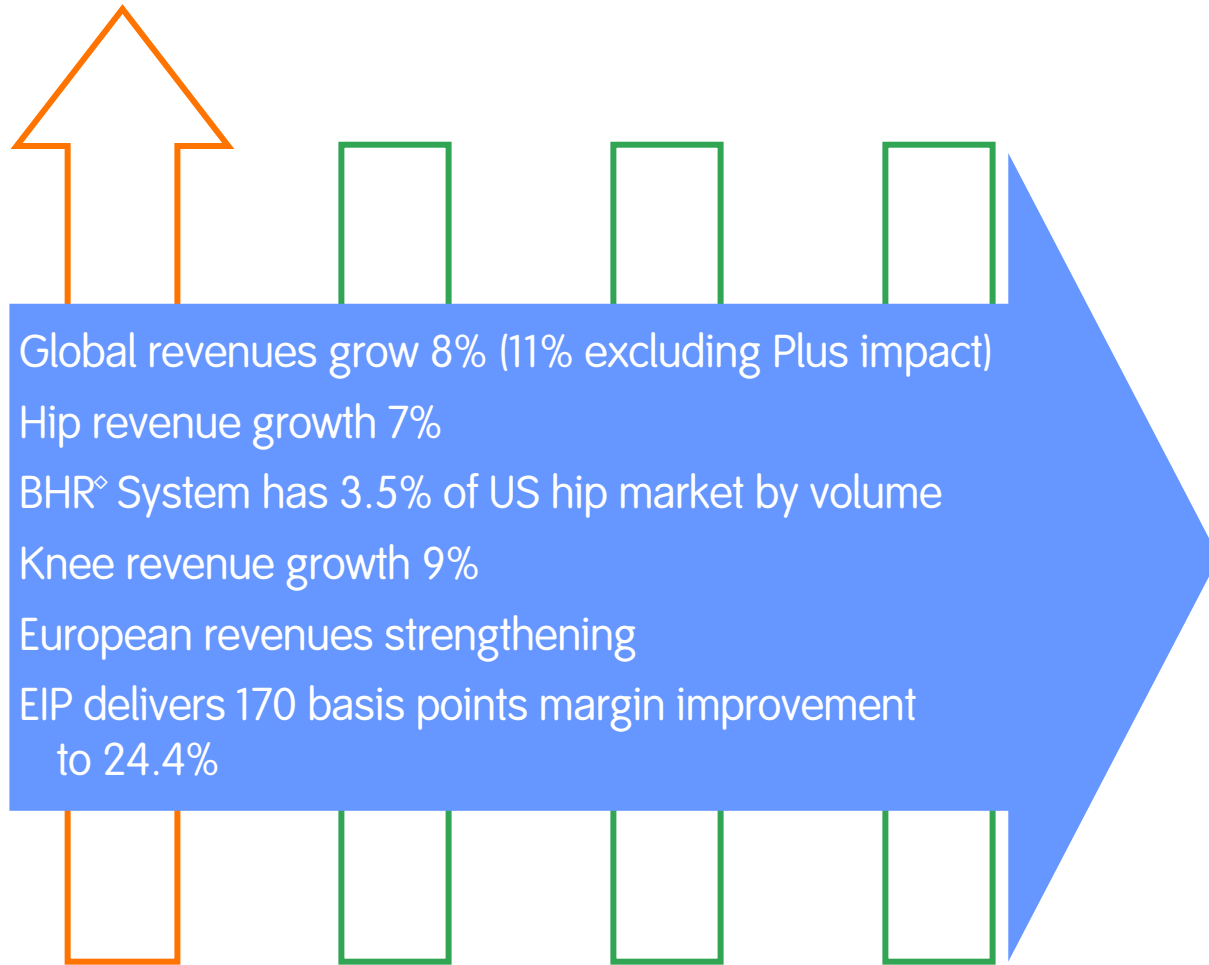 Global revenues grow 8% (11% excluding Plus impact)
Hip revenue growth 7%
BHR◊ System has 3.5% of US hip market by volume
Knee revenue growth 9%
European revenues strengthening
EIP delivers 170 basis points margin improvement
to 24.4%